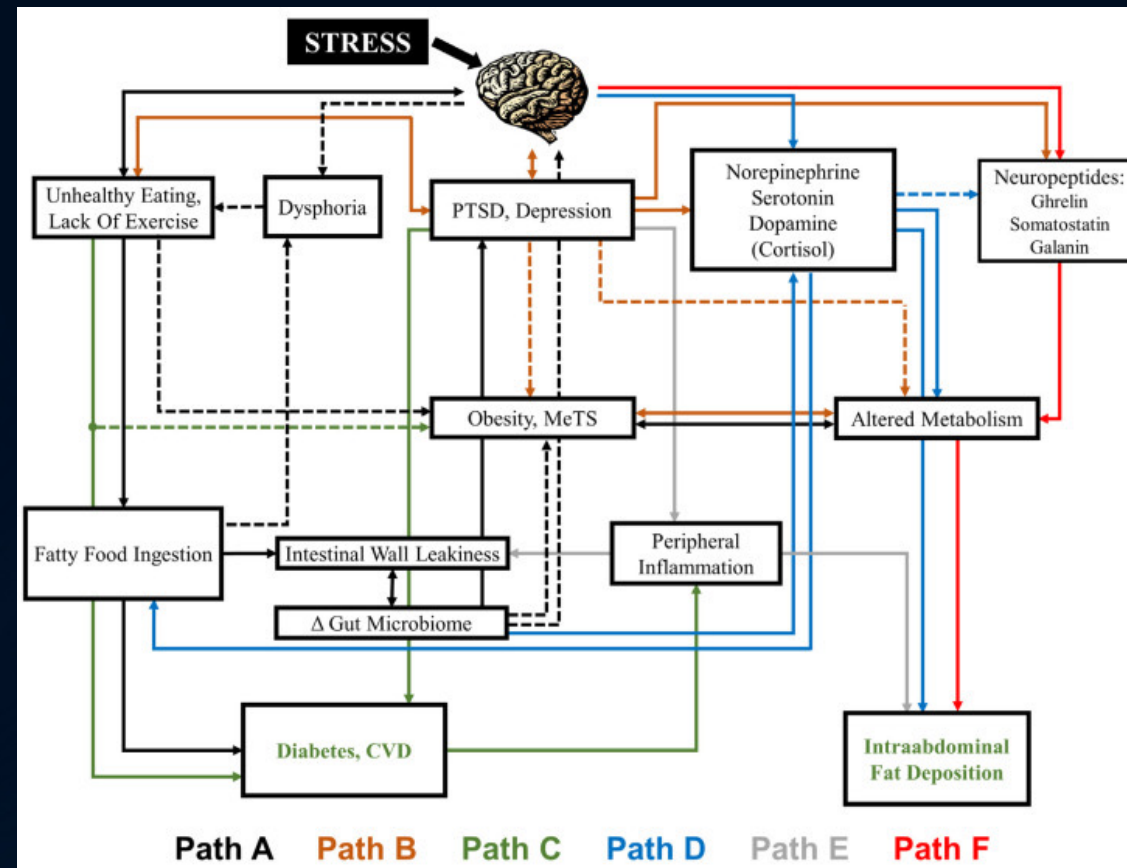 STRESS
Unhealthy Eating,
Lack Of Exercise
Dysphoria
PTSD, Depression
Norepinephrine
Serotonin
Dopamine
(Cortisol)
Neuropeptides:
Ghrelin
Somatostatin
Galanin
Obesity, MeTS
Altered Metabolism
Fatty Food Ingestion
Intestinal Wall Leakiness
Peripheral
Inflammation
Δ Gut Microbiome
Diabetes, CVD
Intraabdominal
Fat Deposition
Path A Path B Path C Path D Path E Path F